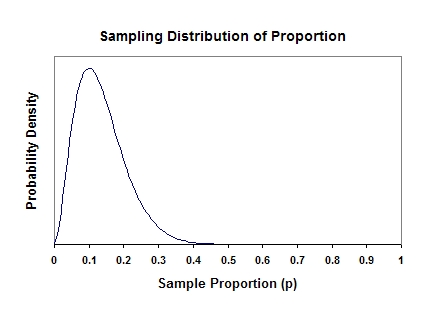 Sampling Distribution of Proportion
Probability Density
0 0.1 0.2 0.3 0.4 0.5 0.6 0.7 0.8 0.9 1
Sample Proportion (p)